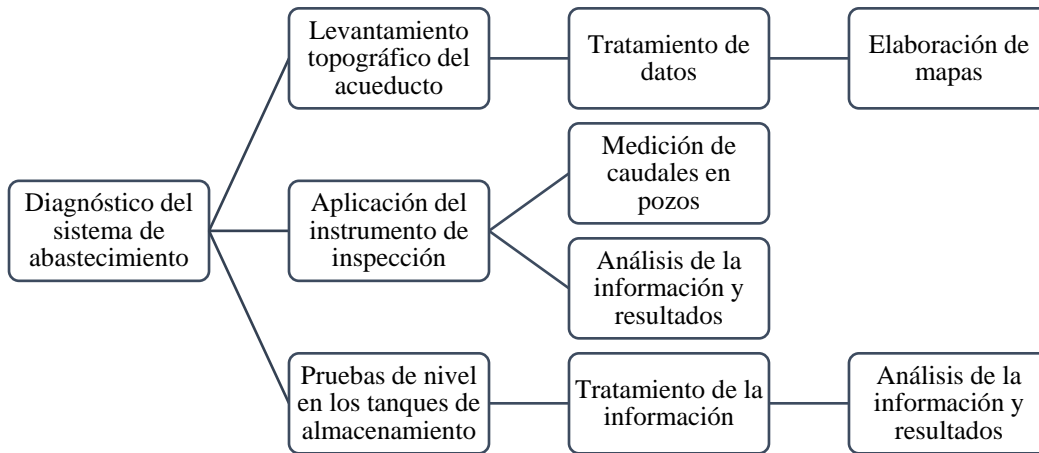 Diagnóstico del
sistema de
abastecimiento
Levantamiento
topográfico del
acueducto
Tratamiento de
datos
Elaboración de
mapas
Aplicación del
instrumento de
inspección
Medición de
caudales en
pozos
Análisis de la
información y
resultados
Pruebas de nivel
en los tanques de
almacenamiento
Tratamiento de la
información
Análisis de la
información y
resultados